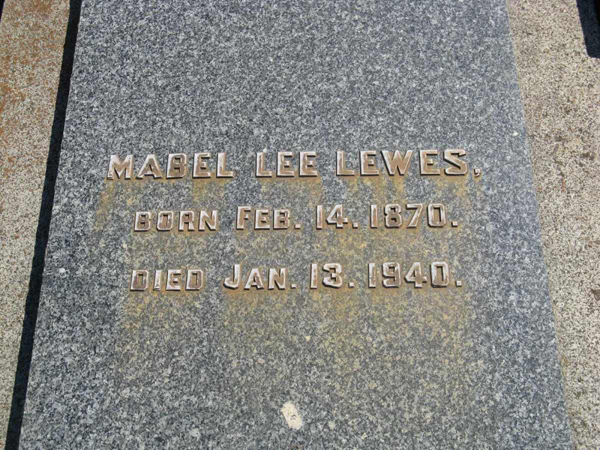 MABEL LEE LEWES,
BORN FEB. 14. 1870.
DIED JAN. 13. 1940.